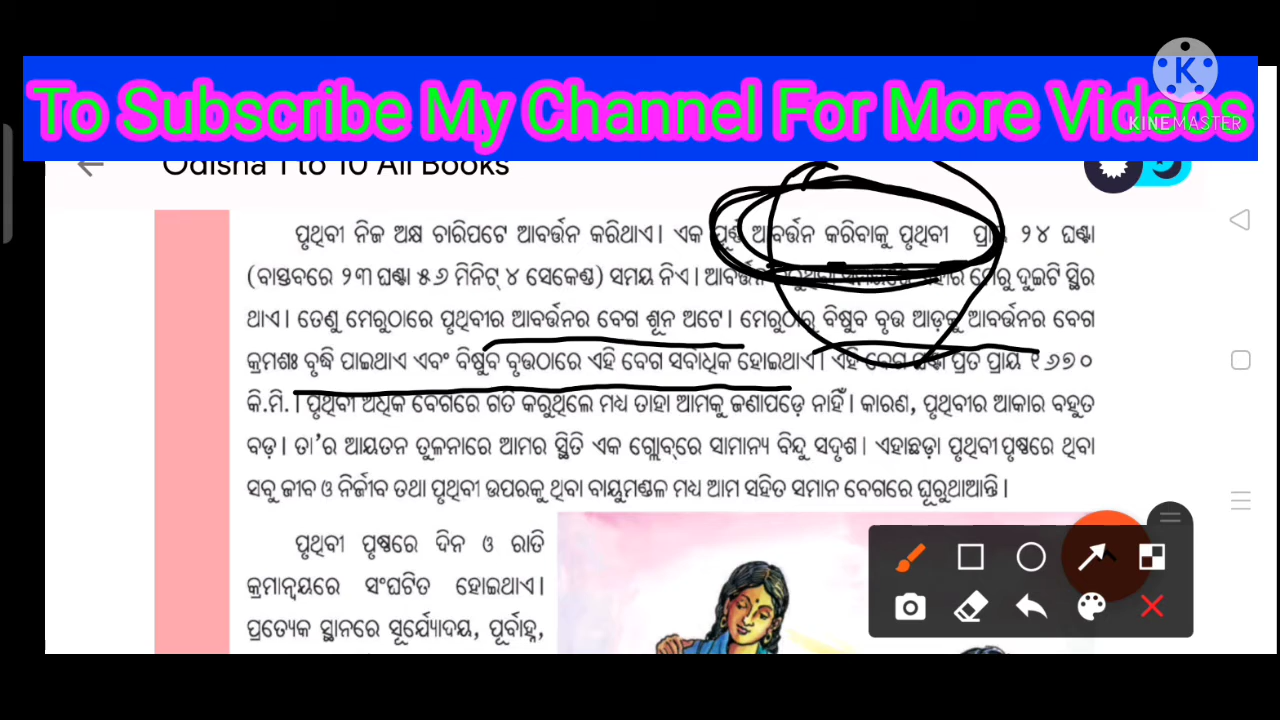 To Subscribe My Channel For More Videos
KINEMASTER
Odisha 1 to 10 All Books
ପୃଥିବୀ ନିଜ ଅକ୍ଷ ଚାରିପଟେ ଆବର୍ତ୍ତନ କରିଥାଏ। ଏକ ପୂର୍ଣ୍ଣ ଆବର୍ତ୍ତନ କରିବାକୁ ପୃଥିବୀ ୨୪ ଘଣ୍ଟା
(ବାସ୍ତବରେ ୨୩ ଘଣ୍ଟା ୫୬ ମିନିଟ୍ ୪ ସେକେଣ୍ଡ) ସମୟ ନିଏ। ଆବର୍ତ୍ତନ ମେରୁ ଦୁଇଟି ସ୍ଥିର
ଥାଏ। ତେଣୁ ମେରୁଠାରେ ପୃଥିବୀର ଆବର୍ତ୍ତନର ବେଗ ଶୂନ ଅଟେ। ମେରୁଠାରୁ ବିଷୁବ ବୃତ୍ତ ଆଡ଼କୁ ଆବର୍ତ୍ତନର ବେଗ
କ୍ରମଶଃ ବୃଦ୍ଧି ପାଇଥାଏ ଏବଂ ବିଷୁବ ବୃତ୍ତଠାରେ ଏହି ବେଗ ସର୍ବାଧିକ ହୋଇଥାଏ। ଏହି ବେଗ ଘଣ୍ଟା ପ୍ରତି ପ୍ରାୟ ୧୬୭୦
କି.ମି.। ପୃଥିବୀ ଅଧିକ ବେଗରେ ଗତି କରୁଥିଲେ ମଧ୍ୟ ତାହା ଆମକୁ ଜଣାପଡ଼େ ନାହିଁ। କାରଣ, ପୃଥିବୀର ଆକାର ବହୁତ
ବଡ଼। ତା'ର ଆୟତନ ତୁଳନାରେ ଆମର ସ୍ଥିତି ଏକ ଗ୍ଲୋବ୍‌ରେ ସାମାନ୍ୟ ବିନ୍ଦୁ ସଦୃଶ। ଏହାଛଡ଼ା ପୃଥିବୀ ପୃଷ୍ଠରେ ଥିବା
ସବୁ ଜୀବ ଓ ନିର୍ଜୀବ ତଥା ପୃଥିବୀ ଉପରକୁ ଥିବା ବାୟୁମଣ୍ଡଳ ମଧ୍ୟ ଆମ ସହିତ ସମାନ ବେଗରେ ଘୂରୁଥାଆନ୍ତି।
ପୃଥିବୀ ପୃଷ୍ଠରେ ଦିନ ଓ ରାତି
କ୍ରମାନ୍ୱୟରେ ସଂଘଟିତ ହୋଇଥାଏ।
ପ୍ରତ୍ୟେକ ସ୍ଥାନରେ ସୂର୍ଯ୍ୟୋଦୟ, ପୂର୍ବାହ୍ନ,